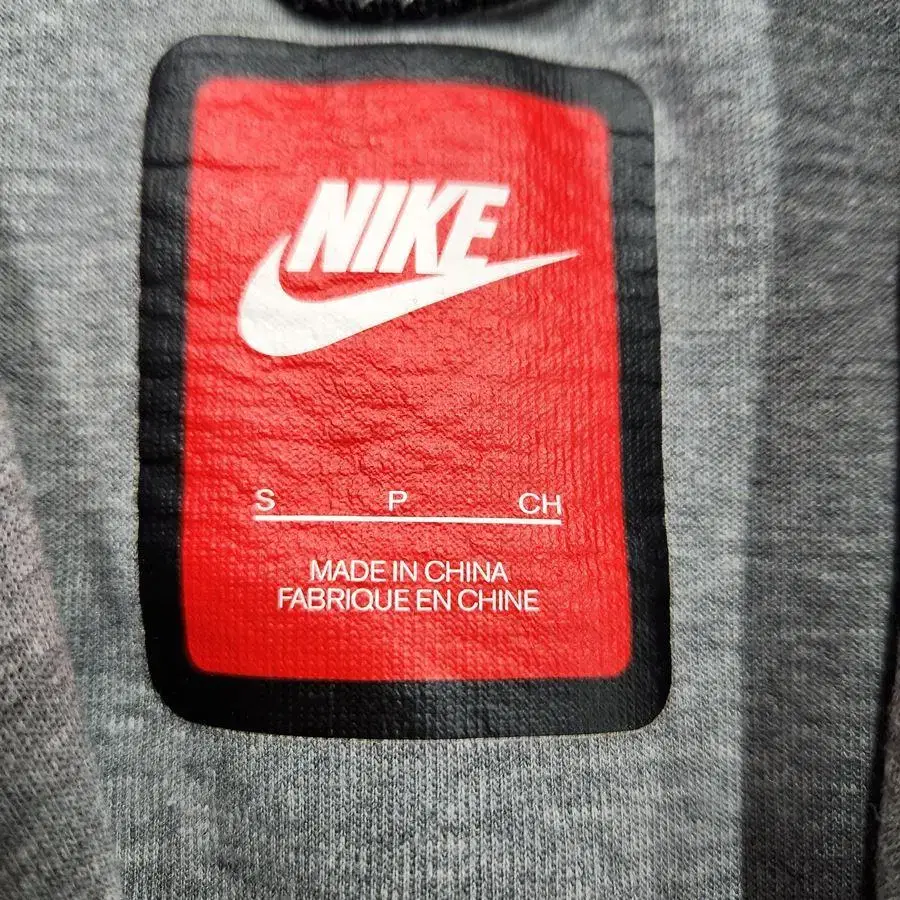 NIKE
S P CH
MADE IN CHINA
FABRIQUE EN CHINE